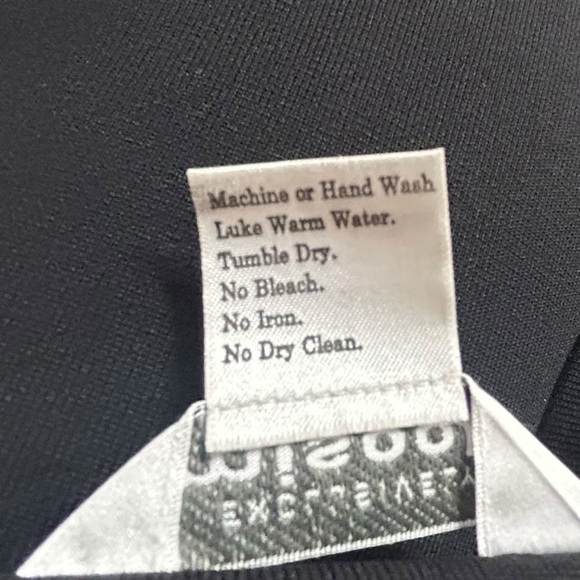 Machine or Hand Wash
Luke Warm Water.
Tumble Dry.
No Bleach.
No Iron.
No Dry Clean.